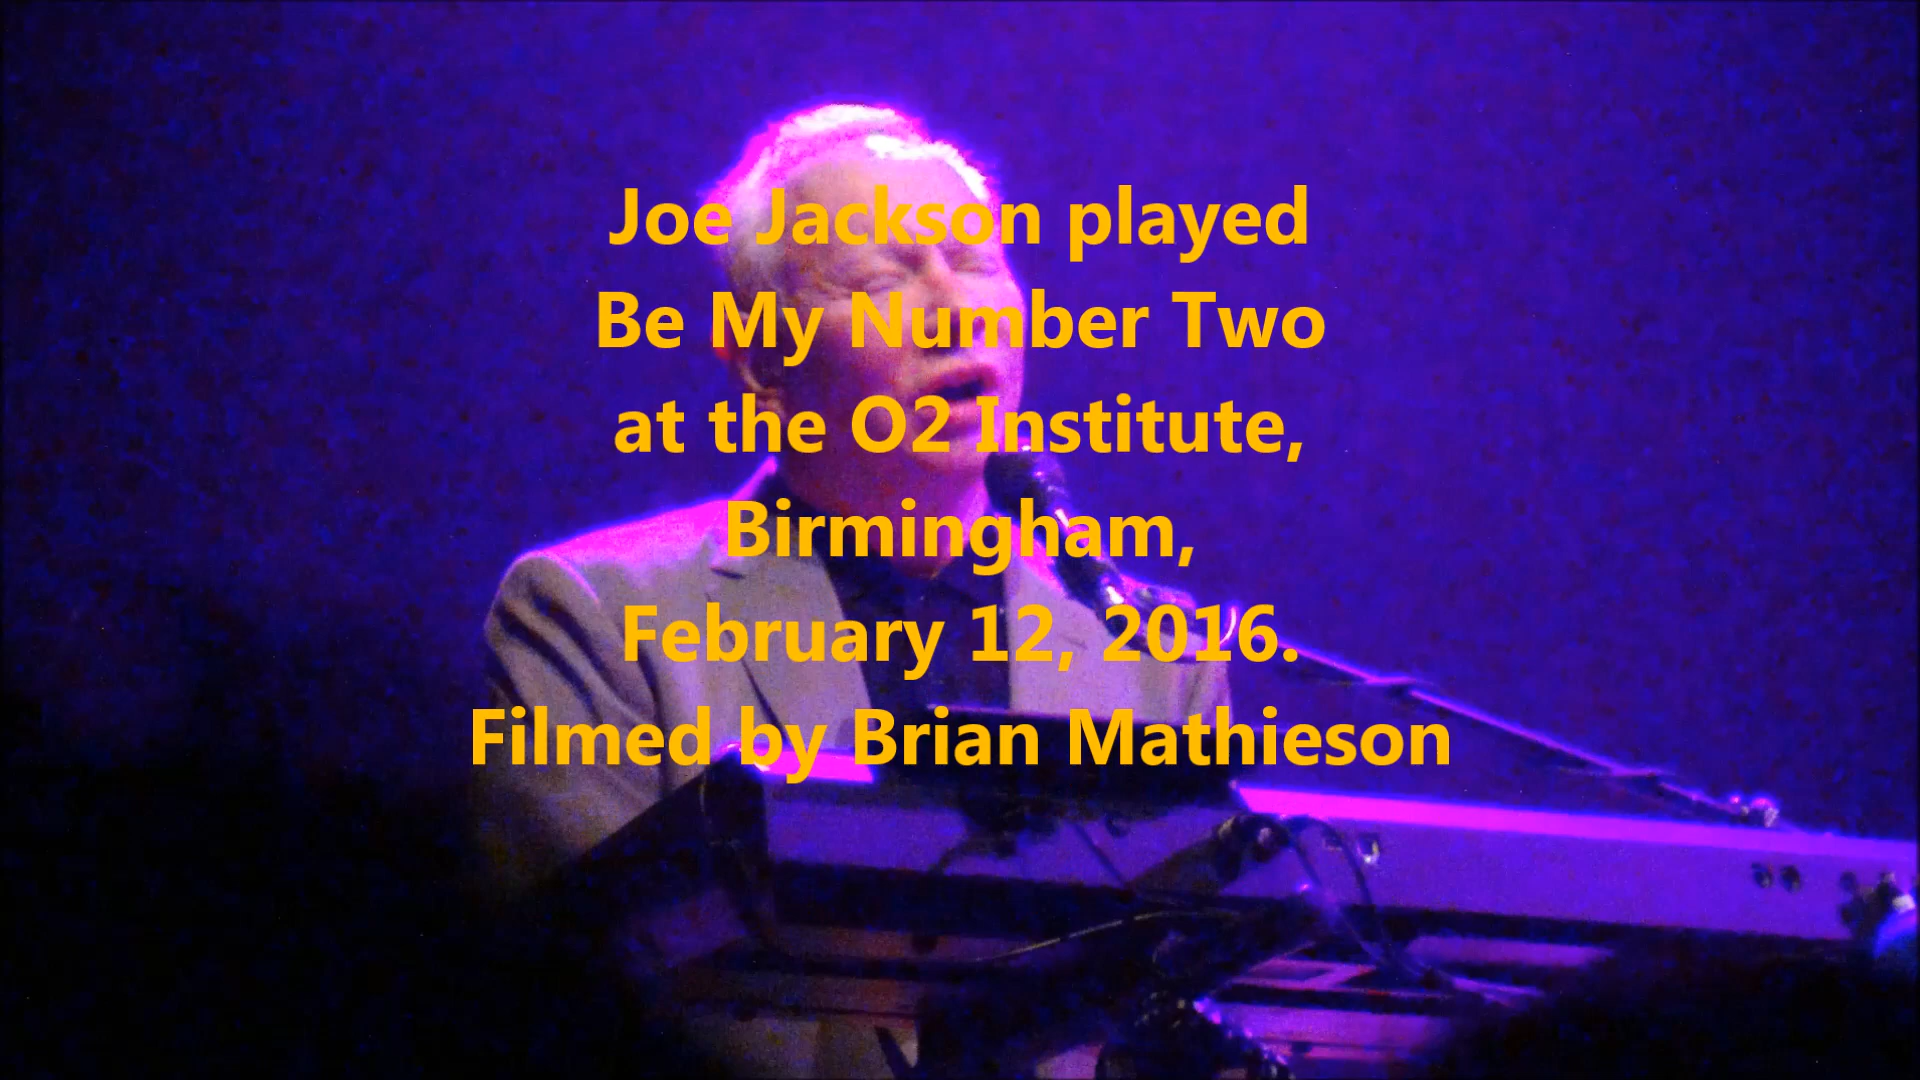 Joe Jackson played
Be My Number Two
at the O2 Institute,
Birmingham,
February 12, 2016.
Filmed by Brian Mathieson